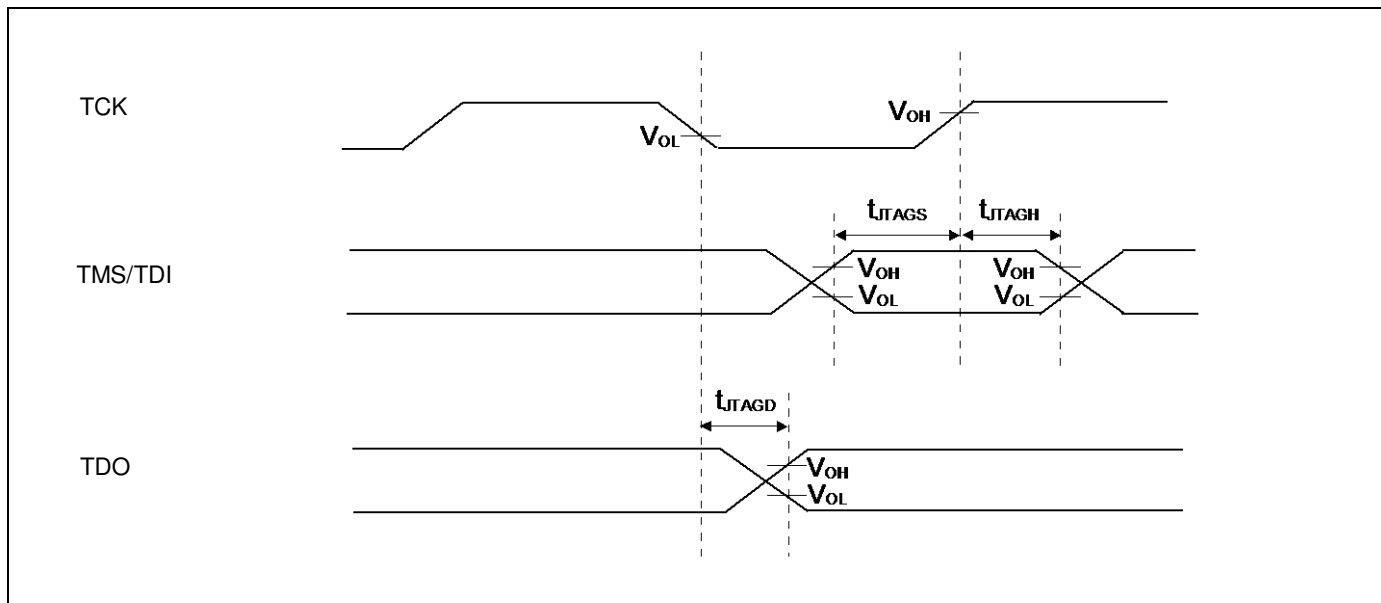 TCK
VOH
VOL
tJTAGS tJTAGH
TMS/TDI
VOH VOH
VOL VOL
tJTAGD
TDO
VOH
VOL